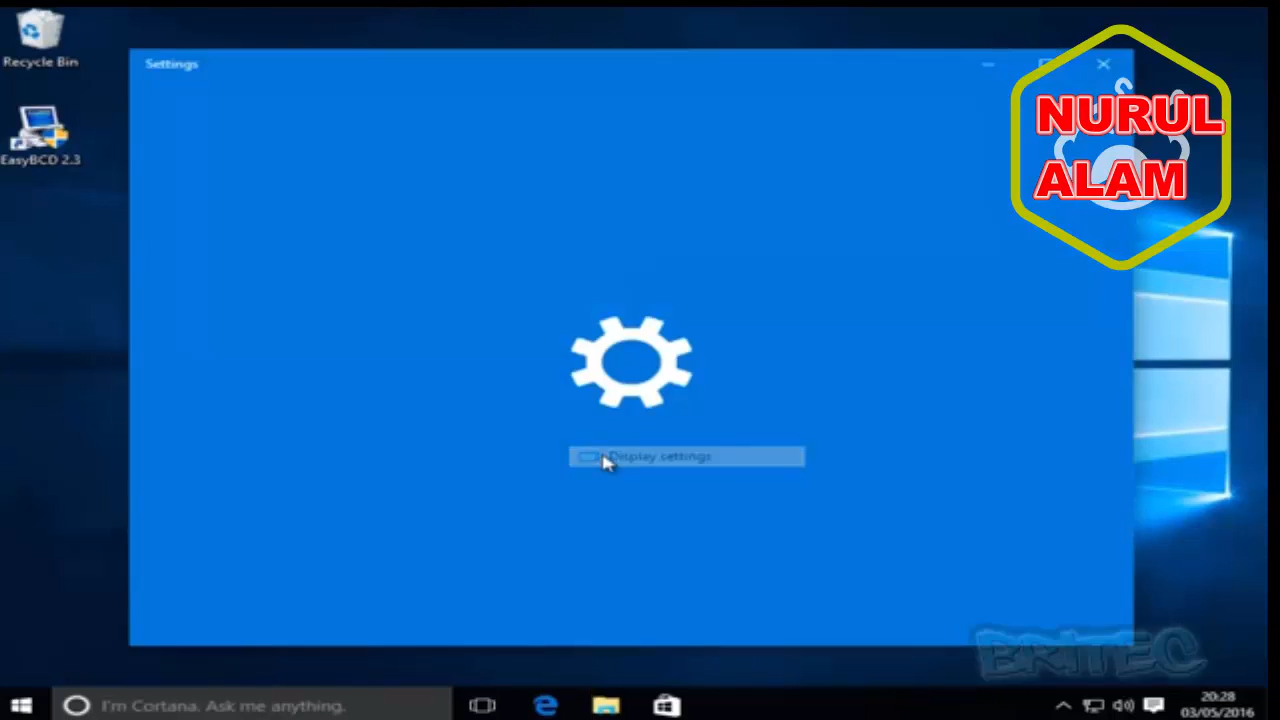 Recycle Bin
EasyBCD 2.3
Settings
NURUL
ALAM
Display settings
BRITEC
I'm Cortana. Ask me anything.
20:28
03/05/2016